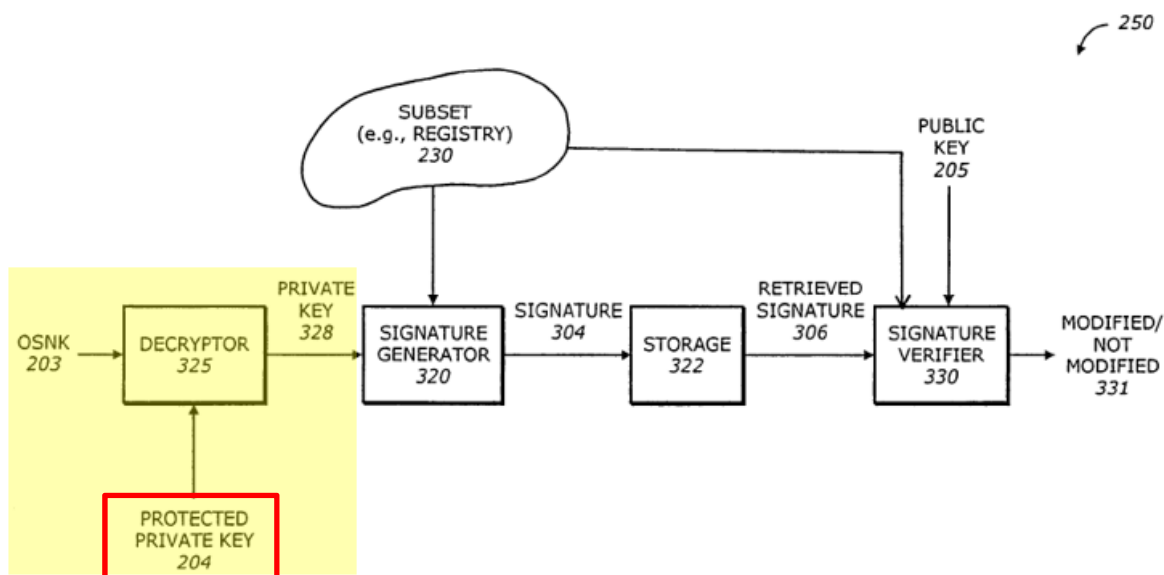 250
SUBSET
(e.g., REGISTRY)
230
PUBLIC
KEY
205
OSNK
203
DECRYPTOR
325
PRIVATE
KEY
328
SIGNATURE
GENERATOR
320
SIGNATURE
304
STORAGE
322
RETRIEVED
SIGNATURE
306
SIGNATURE
VERIFIER
330
MODIFIED/
NOT
MODIFIED
331
PROTECTED
PRIVATE KEY
204